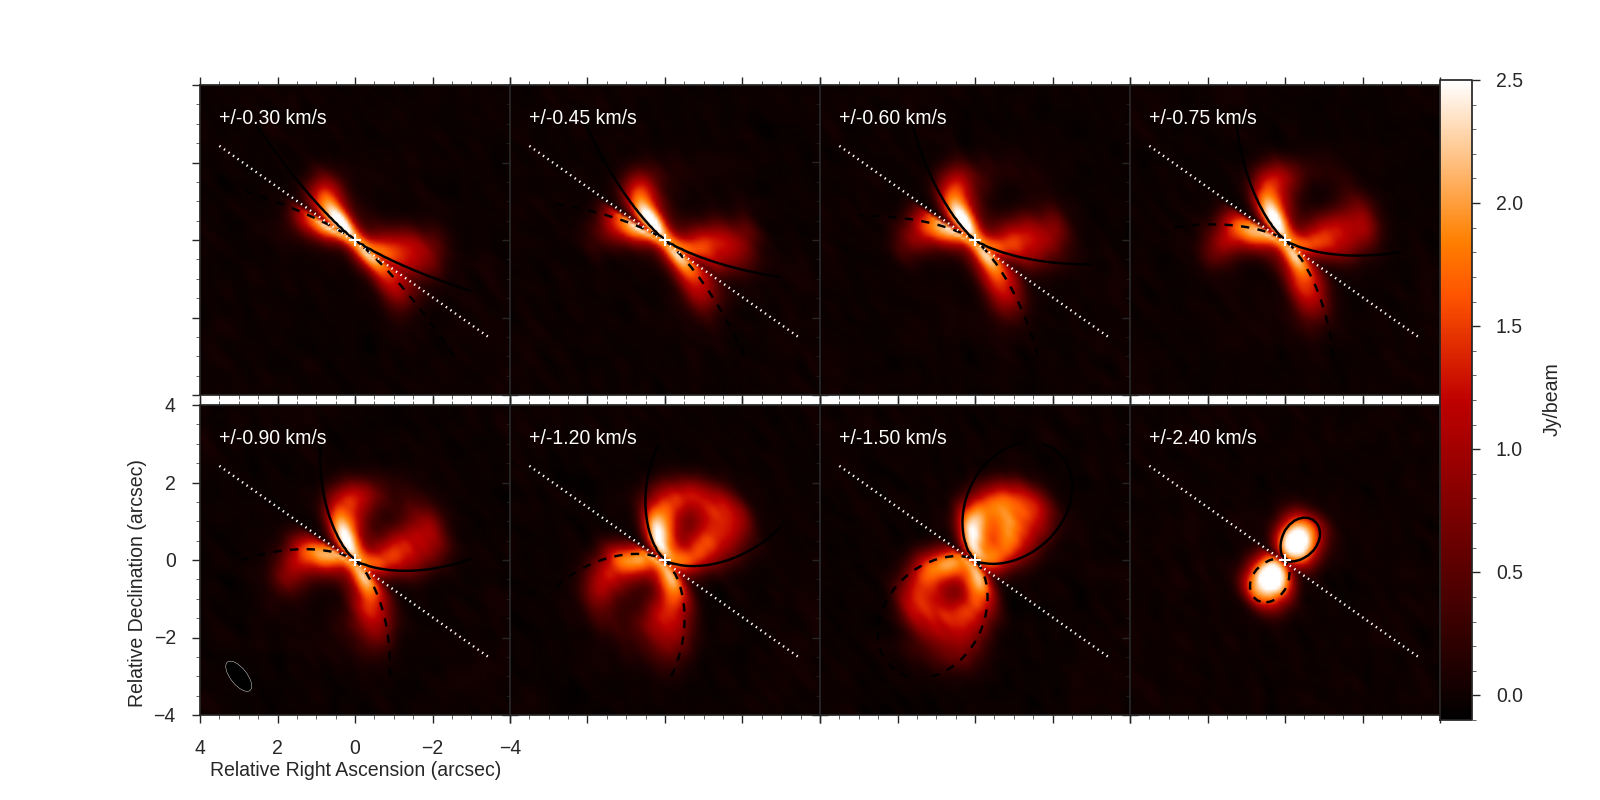 +/-0.30 km/s
+/-0.45 km/s
+/-0.60 km/s
+/-0.75 km/s
+/-0.90 km/s
+/-1.20 km/s
+/-1.50 km/s
+/-2.40 km/s
4
2
0
−2
−4
Relative Declination (arcsec)
4
2
0
−2
−4
Relative Right Ascension (arcsec)
2.5
2.0
1.5
1.0
0.5
0.0
Jy/beam